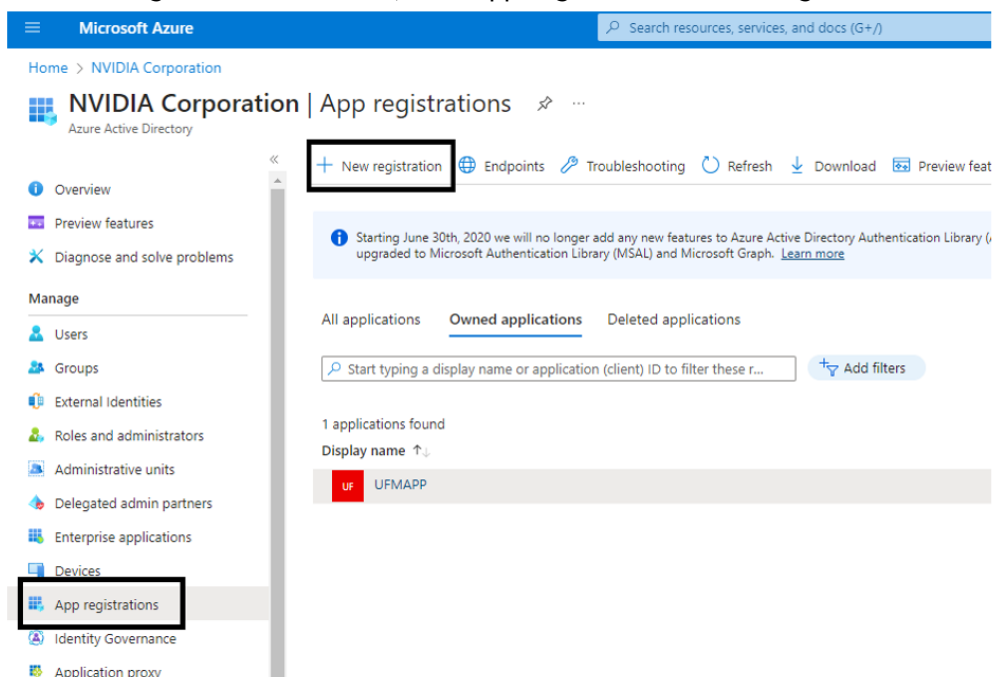 Microsoft Azure
Search resources, services, and docs (G+/)
Home > NVIDIA Corporation
NVIDIA Corporation | App registrations
Azure Active Directory
+ New registration Endpoints Troubleshooting Refresh Download Preview feat
Overview
Preview features
Diagnose and solve problems
Manage
Users
Groups
External Identities
Roles and administrators
Administrative units
Delegated admin partners
Enterprise applications
Devices
App registrations
Identity Governance
Application proxy
Starting June 30th, 2020 we will no longer add any new features to Azure Active Directory Authentication Library (
upgraded to Microsoft Authentication Library (MSAL) and Microsoft Graph. Learn more
All applications Owned applications Deleted applications
Start typing a display name or application (client) ID to filter these r...
Add filters
1 applications found
Display name ↑↓
UF UFMAPP